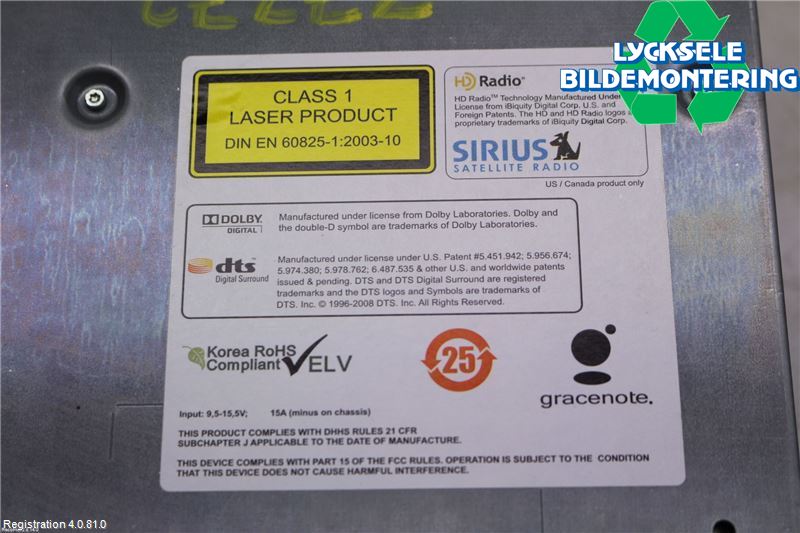 LYCKSELE
BILDEMONTERING
CLASS 1
LASER PRODUCT
DIN EN 60825-1:2003-10
HD Radio™
HD Radio™ Technology Manufactured Under
License from iBiquity Digital Corp. U.S. and
Foreign Patents. The HD and HD Radio logos a
proprietary trademarks of iBiquity Digital Corp.
SIRIUS
SATELLITE RADIO
US / Canada product only
DOLBY
DIGITAL
Manufactured under license from Dolby Laboratories. Dolby and
the double-D symbol are trademarks of Dolby Laboratories.
dts
Digital Surround
Manufactured under license under U.S. Patent #5.451.942; 5.956.674;
5.974.380; 5.978.762; 6.487.535 & other U.S. and worldwide patents
issued & pending. DTS and DTS Digital Surround are registered
trademarks and the DTS logos and Symbols are trademarks of
DTS. Inc. © 1996-2008 DTS. Inc. All Rights Reserved.
Korea RoHS
Compliant
ELV
25
gracenote.
Input: 9,5-15,5V; 15A (minus on chassis)
THIS PRODUCT COMPLIES WITH DHHS RULES 21 CFR
SUBCHAPTER J APPLICABLE TO THE DATE OF MANUFACTURE.
THIS DEVICE COMPLIES WITH PART 15 OF THE FCC RULES. OPERATION IS SUBJECT TO THE CONDITION
THAT THIS DEVICE DOES NOT CAUSE HARMFUL INTERFERENCE.
Registration 4.0.81.0